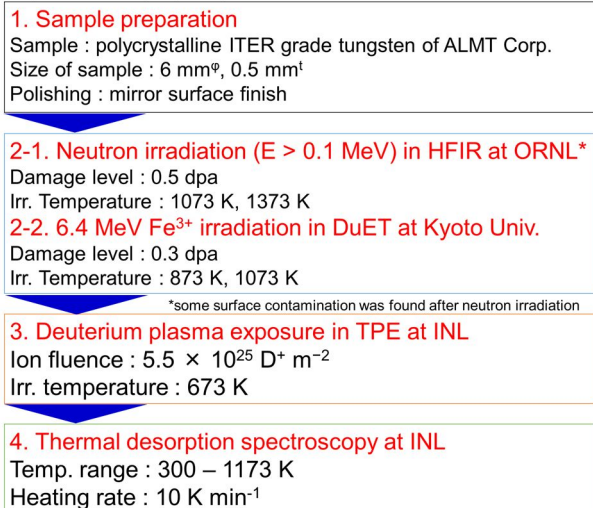 1. Sample preparation
Sample : polycrystalline ITER grade tungsten of ALMT Corp.
Size of sample : 6 mmᵠ, 0.5 mmᵗ
Polishing : mirror surface finish
2-1. Neutron irradiation (E > 0.1 MeV) in HFIR at ORNL*
Damage level : 0.5 dpa
Irr. Temperature : 1073 K, 1373 K
2-2. 6.4 MeV Fe³⁺ irradiation in DuET at Kyoto Univ.
Damage level : 0.3 dpa
Irr. Temperature : 873 K, 1073 K
*some surface contamination was found after neutron irradiation
3. Deuterium plasma exposure in TPE at INL
Ion fluence : 5.5 × 10²⁵ D⁺ m⁻²
Irr. temperature : 673 K
4. Thermal desorption spectroscopy at INL
Temp. range : 300 – 1173 K
Heating rate : 10 K min⁻¹